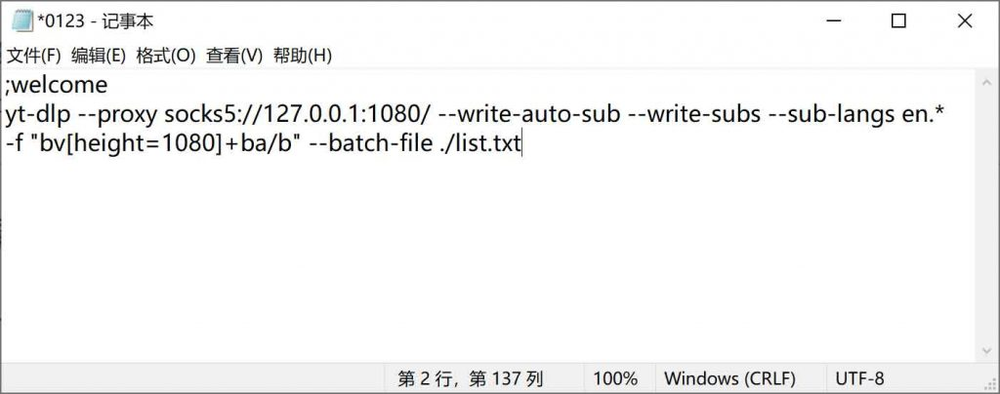 *0123 - 记事本
文件(F) 编辑(E) 格式(O) 查看(V) 帮助(H)
;welcome
yt-dlp --proxy socks5://127.0.0.1:1080/ --write-auto-sub --write-subs --sub-langs en.*
-f "bv[height=1080]+ba/b" --batch-file ./list.txt
第 2 行，第 137 列 100% Windows (CRLF) UTF-8